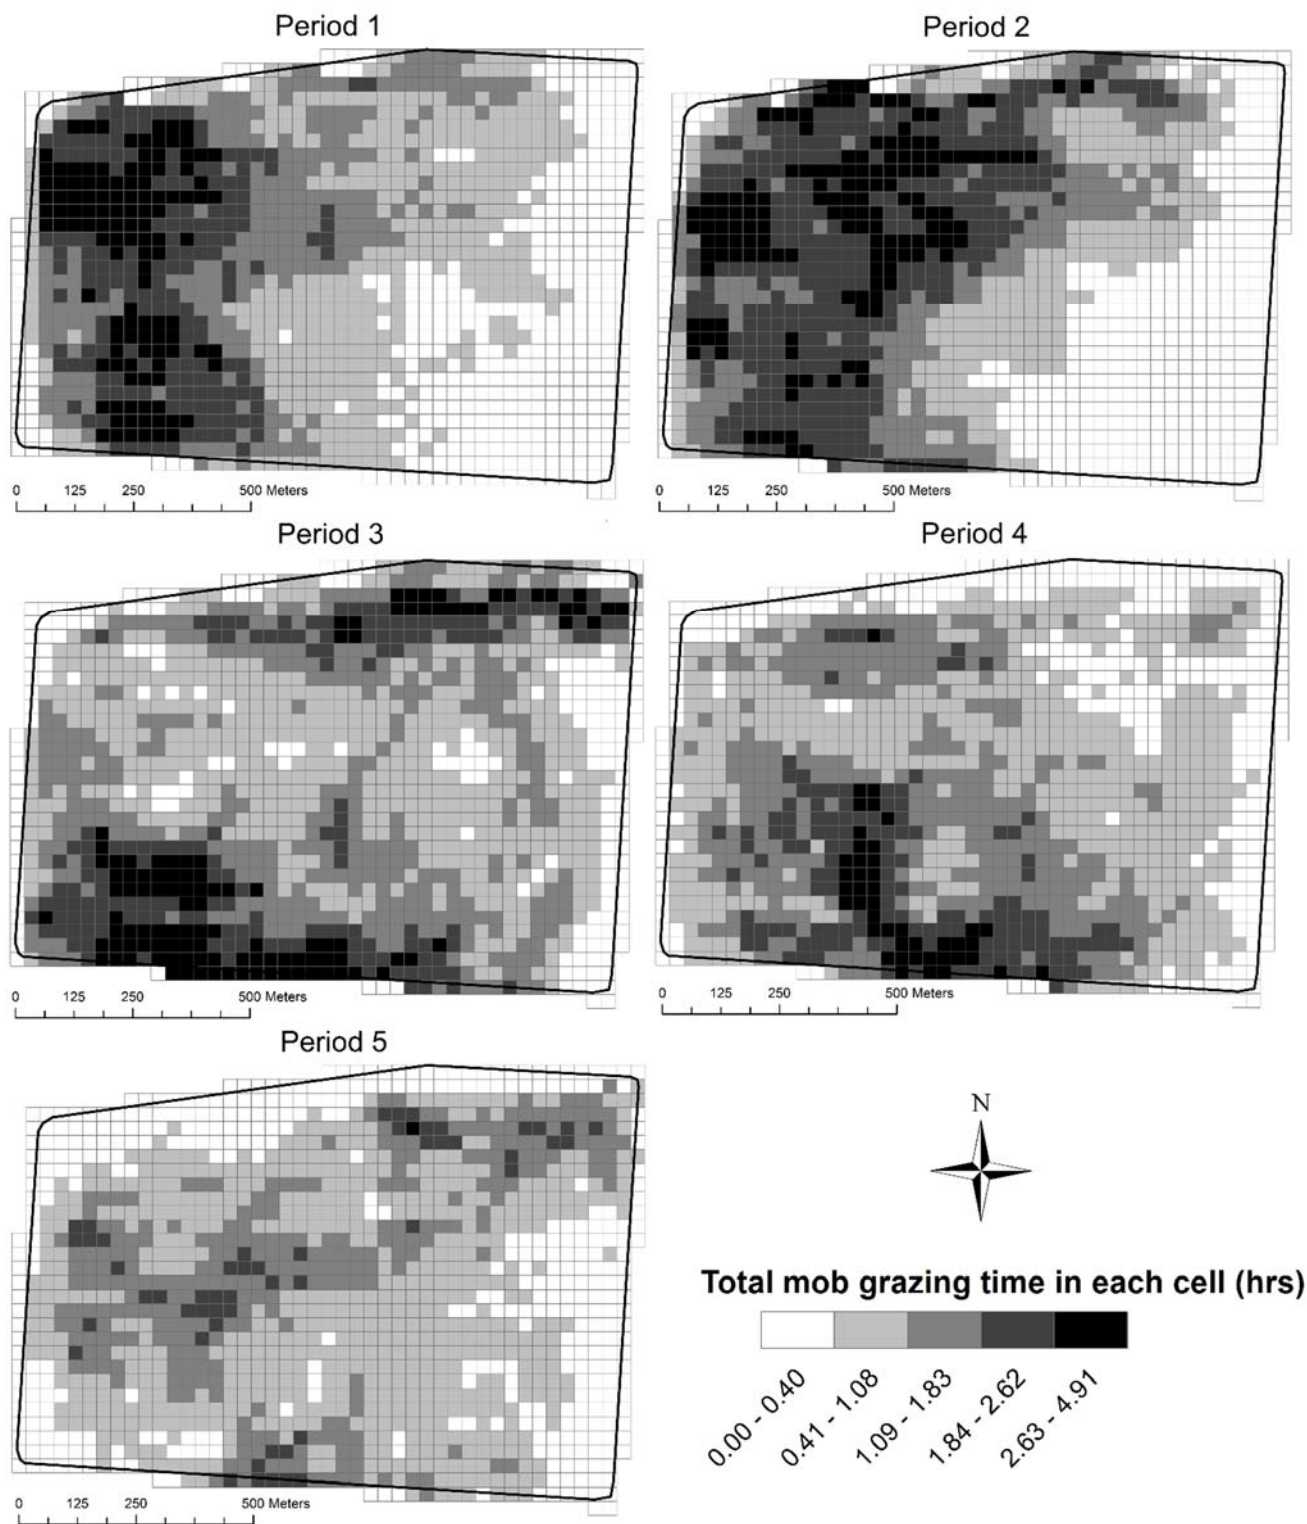 Period 1
Period 2
0 125 250 500 Meters
0 125 250 500 Meters
Period 3
Period 4
0 125 250 500 Meters
0 125 250 500 Meters
Period 5
N
Total mob grazing time in each cell (hrs)
0.00 - 0.40
0.41 - 1.08
1.09 - 1.83
1.84 - 2.62
2.63 - 4.91
0 125 250 500 Meters